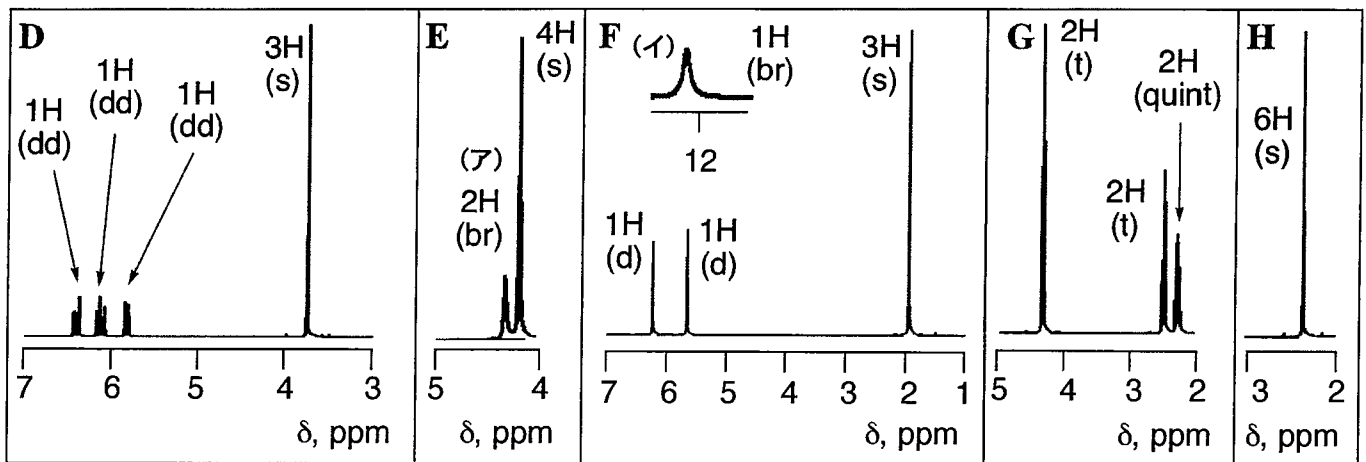 D
1H
(dd)
1H
(dd)
1H
(dd)
3H
(s)
7 6 5 4 3
δ, ppm
E
4H
(s)
(ア)
2H
(br)
5 4
δ, ppm
F
(イ)
1H
(br)
3H
(s)
12
1H
(d)
1H
(d)
7 6 5 4 3 2 1
δ, ppm
G
2H
(t)
2H
(quint)
2H
(t)
5 4 3 2
δ, ppm
H
6H
(s)
3 2
δ, ppm